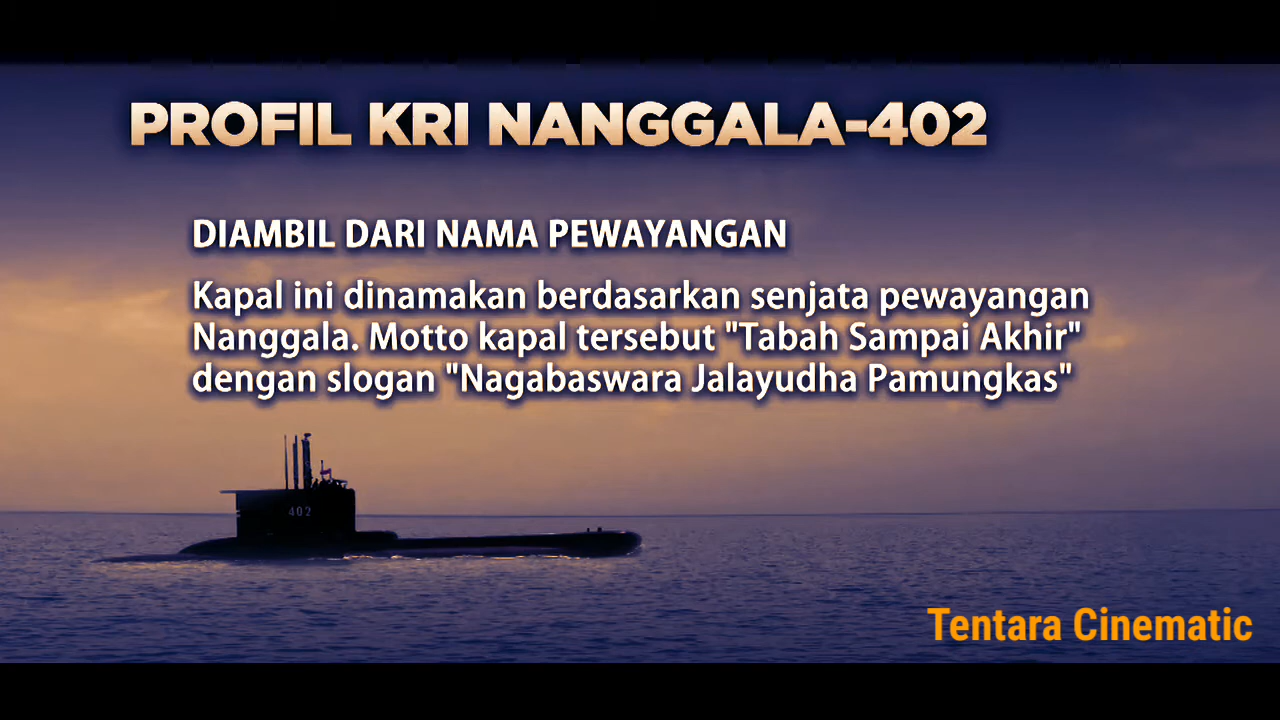 PROFIL KRI NANGGALA-402
DIAMBIL DARI NAMA PEWAYANGAN
Kapal ini dinamakan berdasarkan senjata pewayangan
Nanggala. Motto kapal tersebut "Tabah Sampai Akhir"
dengan slogan "Nagabaswara Jalayudha Pamungkas"
402
Tentara Cinematic